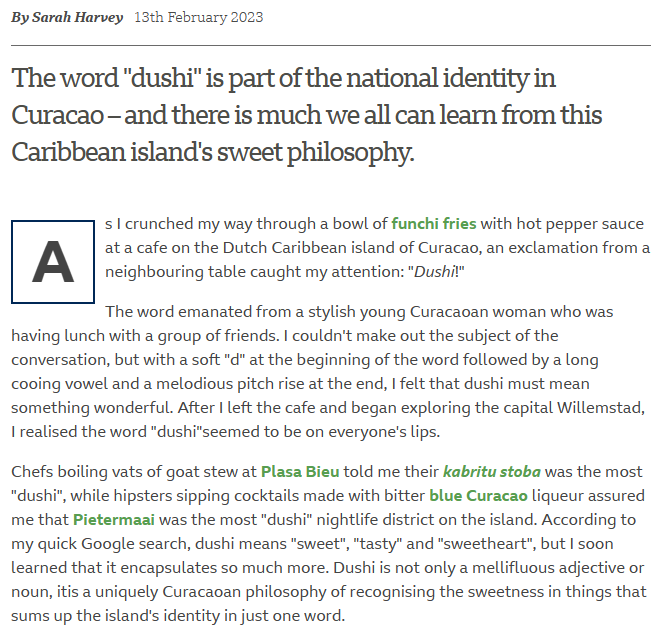 By Sarah Harvey 13th February 2023
The word "dushi" is part of the national identity in
Curacao – and there is much we all can learn from this
Caribbean island's sweet philosophy.
As I crunched my way through a bowl of funchi fries with hot pepper sauce
at a cafe on the Dutch Caribbean island of Curacao, an exclamation from a
neighbouring table caught my attention: "Dushi!"
The word emanated from a stylish young Curacaoan woman who was
having lunch with a group of friends. I couldn't make out the subject of the
conversation, but with a soft "d" at the beginning of the word followed by a long
cooing vowel and a melodious pitch rise at the end, I felt that dushi must mean
something wonderful. After I left the cafe and began exploring the capital Willemstad,
I realised the word "dushi"seemed to be on everyone's lips.
Chefs boiling vats of goat stew at Plasa Bieu told me their kabritu stoba was the most
"dushi", while hipsters sipping cocktails made with bitter blue Curacao liqueur assured
me that Pietermaai was the most "dushi" nightlife district on the island. According to
my quick Google search, dushi means "sweet", "tasty" and "sweetheart", but I soon
learned that it encapsulates so much more. Dushi is not only a mellifluous adjective or
noun, itis a uniquely Curacaoan philosophy of recognising the sweetness in things that
sums up the island's identity in just one word.